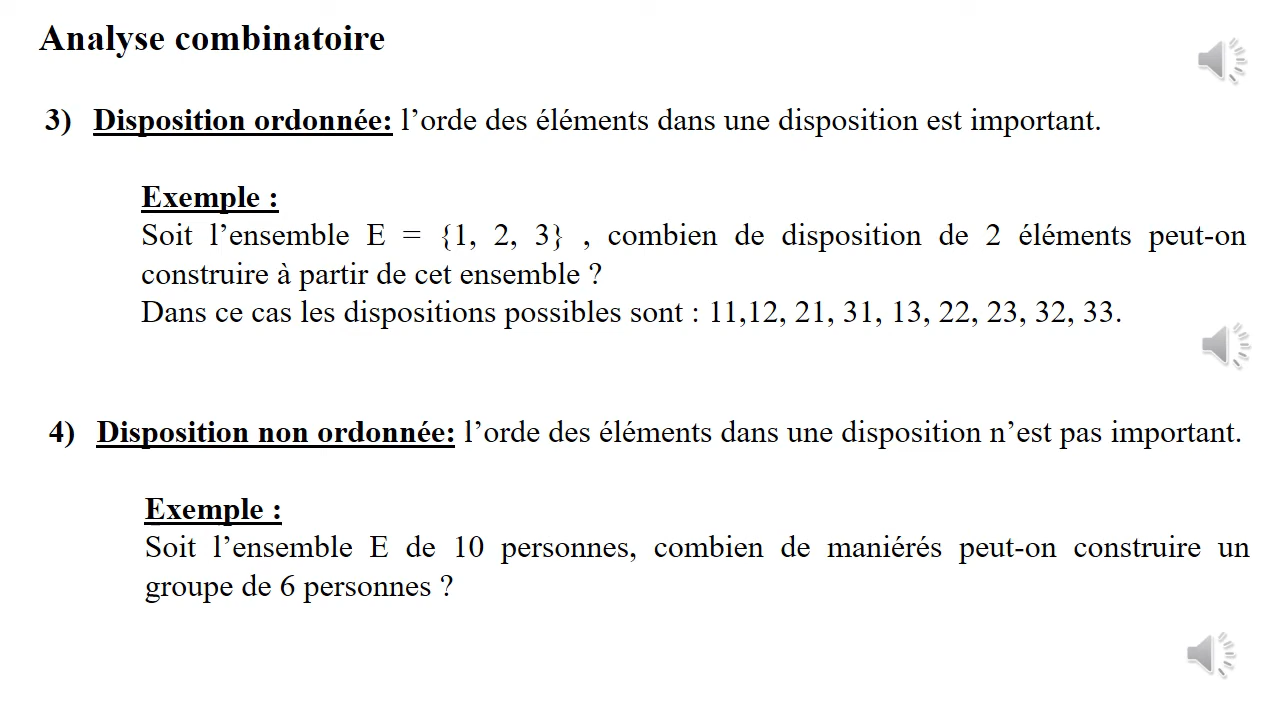 Analyse combinatoire
3) Disposition ordonnée: l’orde des éléments dans une disposition est important.
Exemple :
Soit l’ensemble E = {1, 2, 3} , combien de disposition de 2 éléments peut-on
construire à partir de cet ensemble ?
Dans ce cas les dispositions possibles sont : 11,12, 21, 31, 13, 22, 23, 32, 33.
4) Disposition non ordonnée: l’orde des éléments dans une disposition n’est pas important.
Exemple :
Soit l’ensemble E de 10 personnes, combien de maniérés peut-on construire un
groupe de 6 personnes ?